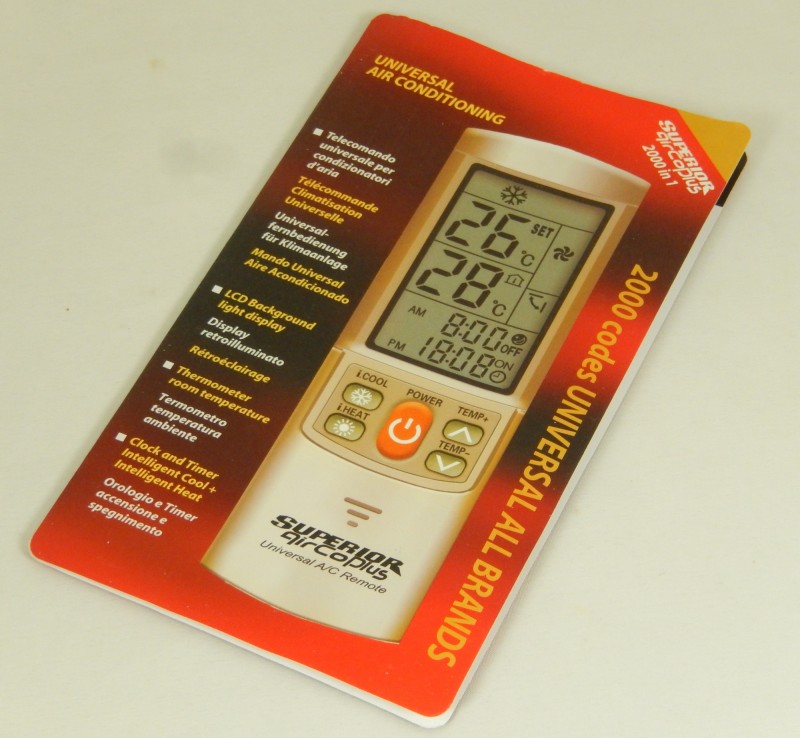 UNIVERSAL
AIR CONDITIONING
SUPERIOR
aircoplus
2000 in 1
Telecomando
universale per
condizionatori
d'aria
Télécommande
Climatisation
Universelle
Universal-
fernbedienung
für Klimaanlage
Mando Universal
Aire Acondicionado
LCD Background
light display
Display
retroilluminato
Rétroéclairage
Thermometer
room temperature
Termometro
temperatura
ambiente
Clock and Timer
Intelligent Cool +
Intelligent Heat
Orologio e Timer
accensione e
spegnimento
26 °C SET
28 °C
AM 8:00 OFF
PM 18:08 ON
i.COOL POWER TEMP+
i.HEAT TEMP-
SUPERIOR
aircoplus
Universal A/C Remote
2000 codes UNIVERSAL ALL BRANDS